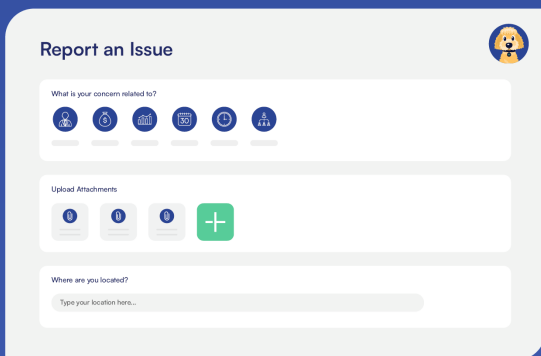 Report an Issue
What is your concern related to?
$
30
Upload Attachments
Where are you located?
Type your location here...